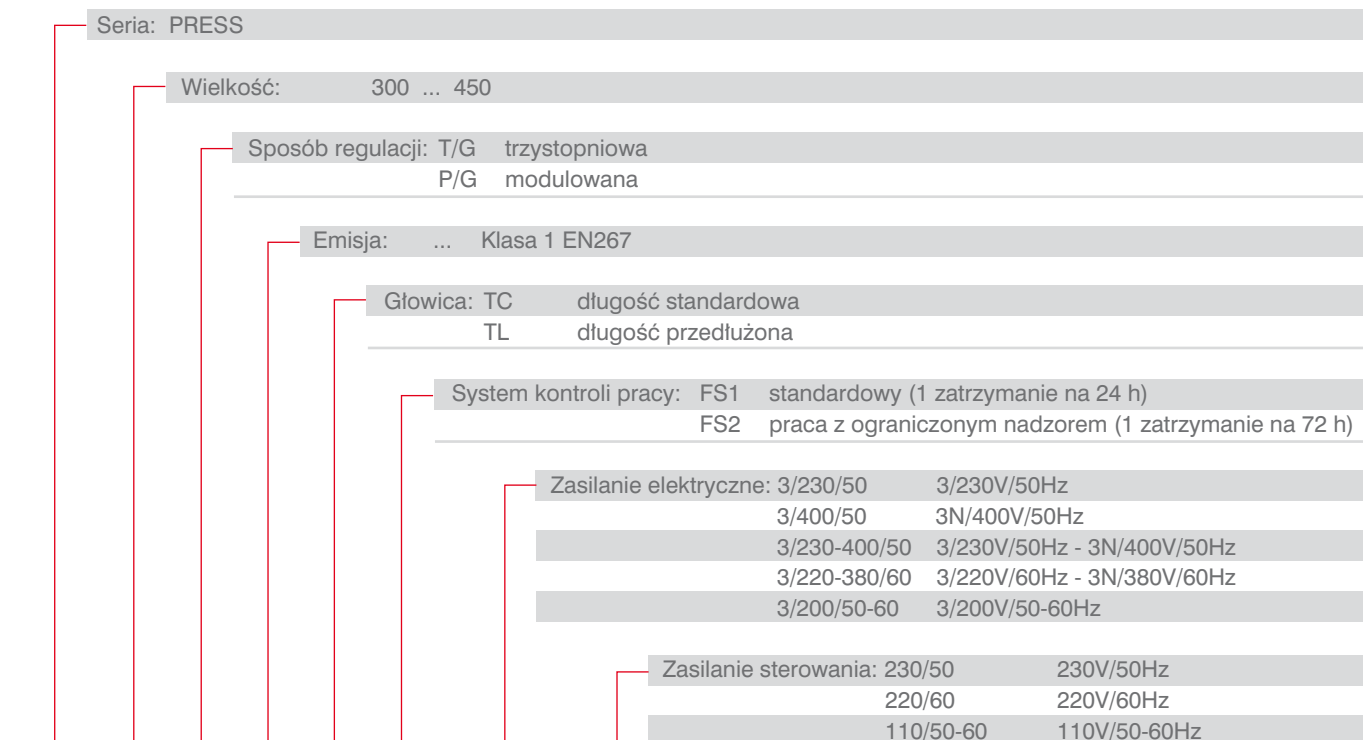 Seria: PRESS
Wielkość: 300 ... 450
Sposób regulacji: T/G trzystopniowa
P/G modulowana
Emisja: ... Klasa 1 EN267
Głowica: TC długość standardowa
TL długość przedłużona
System kontroli pracy: FS1 standardowy (1 zatrzymanie na 24 h)
FS2 praca z ograniczonym nadzorem (1 zatrzymanie na 72 h)
Zasilanie elektryczne: 3/230/50 3/230V/50Hz
3/400/50 3N/400V/50Hz
3/230-400/50 3/230V/50Hz - 3N/400V/50Hz
3/220-380/60 3/220V/60Hz - 3N/380V/60Hz
3/200/50-60 3/200V/50-60Hz
Zasilanie sterowania: 230/50 230V/50Hz
220/60 220V/60Hz
110/50-60 110V/50-60Hz